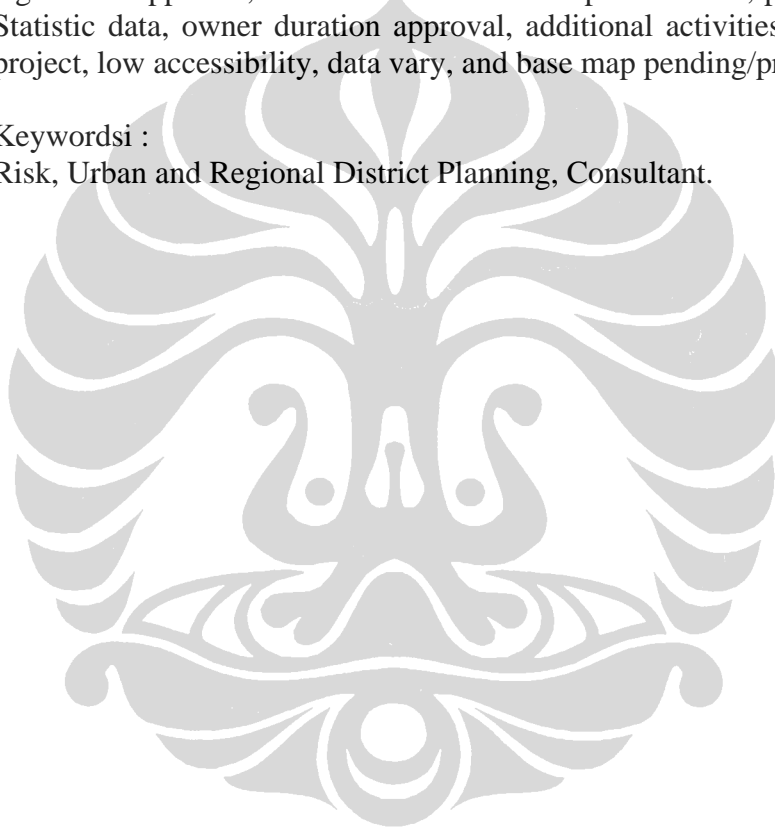 Statistic data, owner duration approval, additional activities
project, low accessibility, data vary, and base map pending/pr
Keywordsi :
Risk, Urban and Regional District Planning, Consultant.